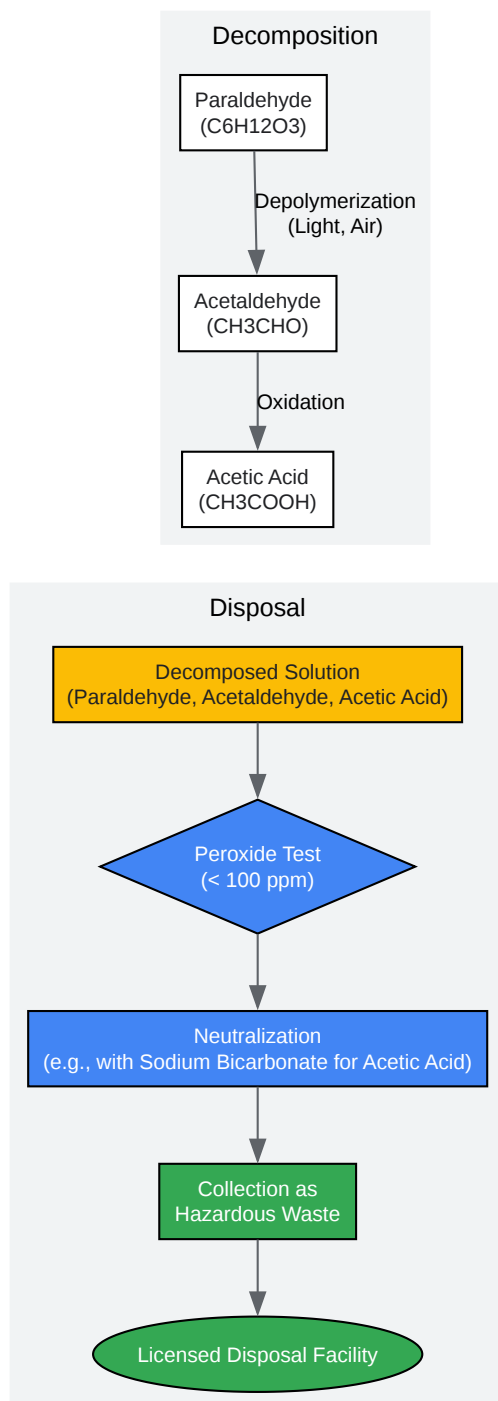 Decomposition
Paraldehyde
(C6H12O3)
Depolymerization
(Light, Air)
Acetaldehyde
(CH3CHO)
Oxidation
Acetic Acid
(CH3COOH)
Disposal
Decomposed Solution
(Paraldehyde, Acetaldehyde, Acetic Acid)
Peroxide Test
(< 100 ppm)
Neutralization
(e.g., with Sodium Bicarbonate for Acetic Acid)
Collection as
Hazardous Waste
Licensed Disposal Facility